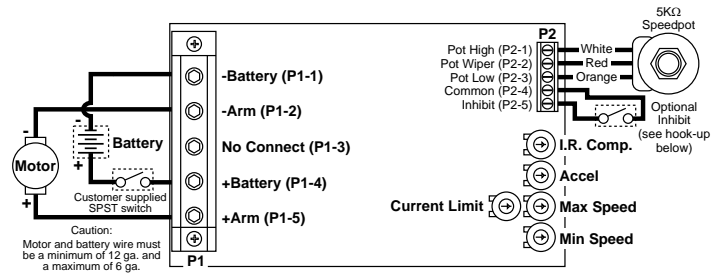 5KΩ
Speedpot
P2
Pot High (P2-1)
White
Pot Wiper (P2-2)
Red
Pot Low (P2-3)
Orange
Common (P2-4)
Inhibit (P2-5)
Optional
Inhibit
(see hook-up
below)
-Battery (P1-1)
-Arm (P1-2)
No Connect (P1-3)
+Battery (P1-4)
+Arm (P1-5)
P1
-
Motor
+
-
Battery
+
Customer supplied
SPST switch
Caution:
Motor and battery wire must
be a minimum of 12 ga. and
a maximum of 6 ga.
I.R. Comp.
Accel
Current Limit
Max Speed
Min Speed